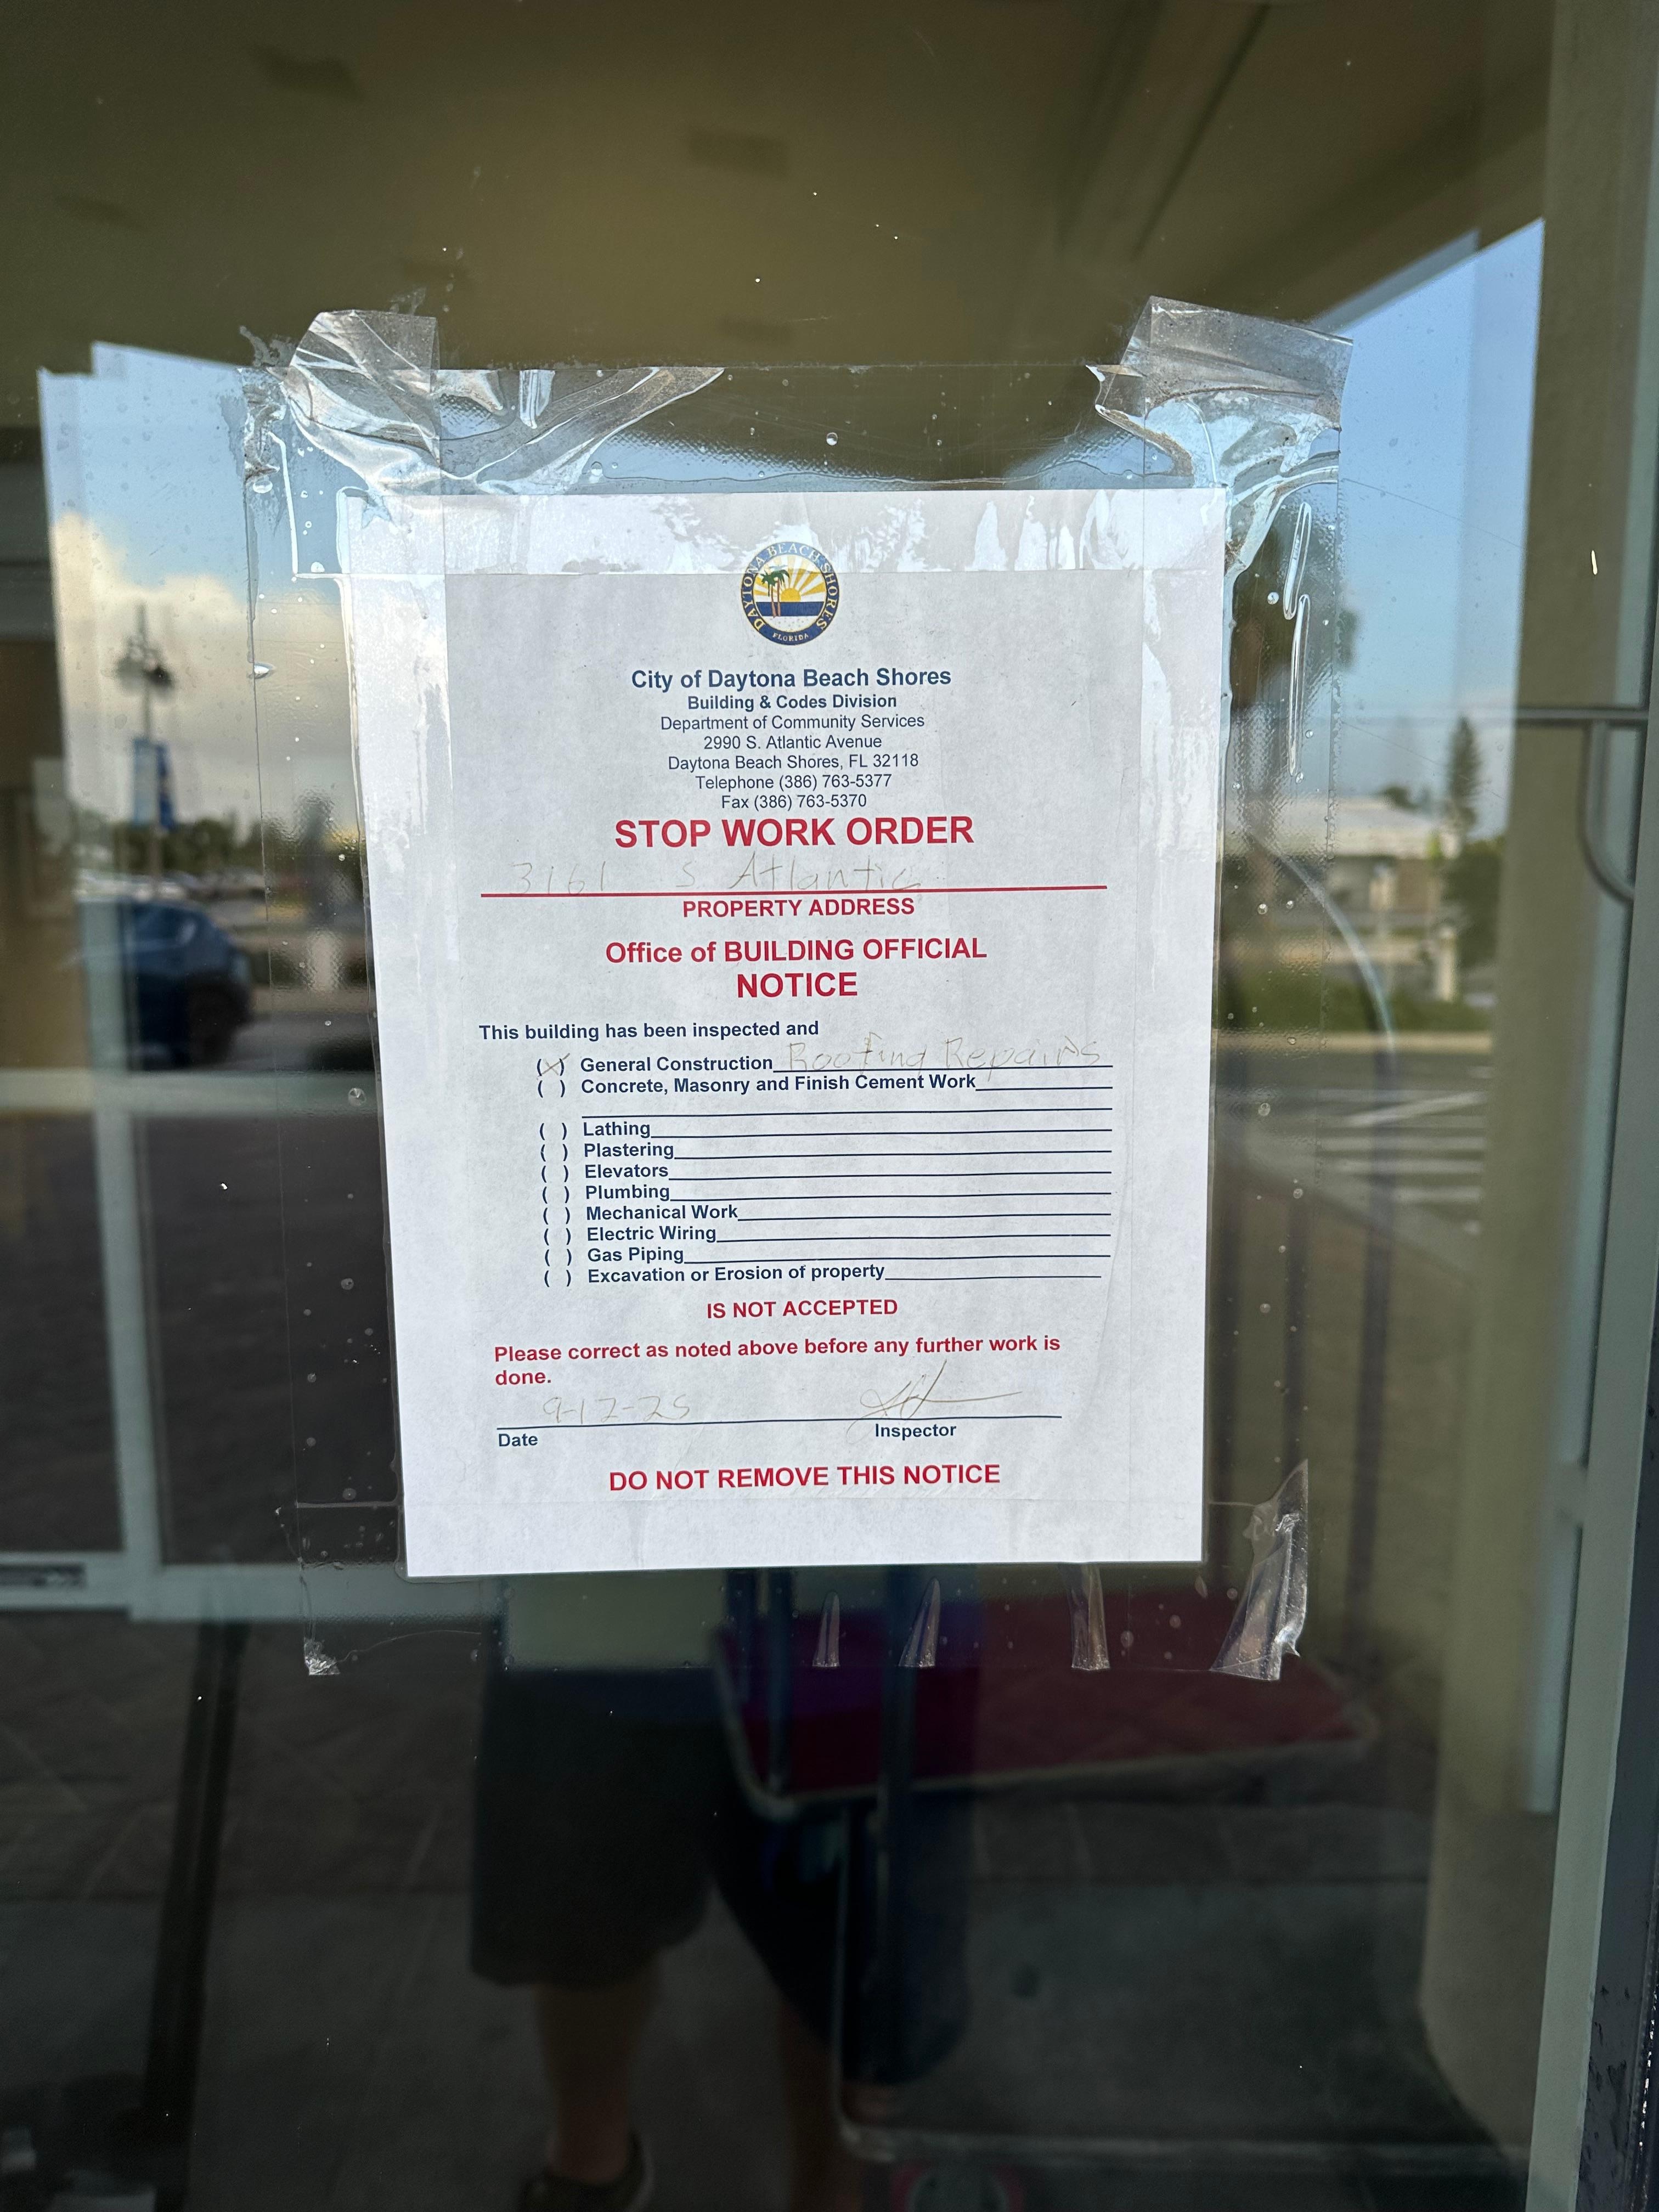 DAYTONA BEACH SHORES
FLORIDA
City of Daytona Beach Shores
Building & Codes Division
Department of Community Services
2990 S. Atlantic Avenue
Daytona Beach Shores, FL 32118
Telephone (386) 763-5377
Fax (386) 763-5370
STOP WORK ORDER
3161 S Atlantic
PROPERTY ADDRESS
Office of BUILDING OFFICIAL
NOTICE
This building has been inspected and
(X) General Construction Roofing Repairs
( ) Concrete, Masonry and Finish Cement Work
( ) Lathing
( ) Plastering
( ) Elevators
( ) Plumbing
( ) Mechanical Work
( ) Electric Wiring
( ) Gas Piping
( ) Excavation or Erosion of property
IS NOT ACCEPTED
Please correct as noted above before any further work is
done.
9-12-25
Date Inspector
DO NOT REMOVE THIS NOTICE